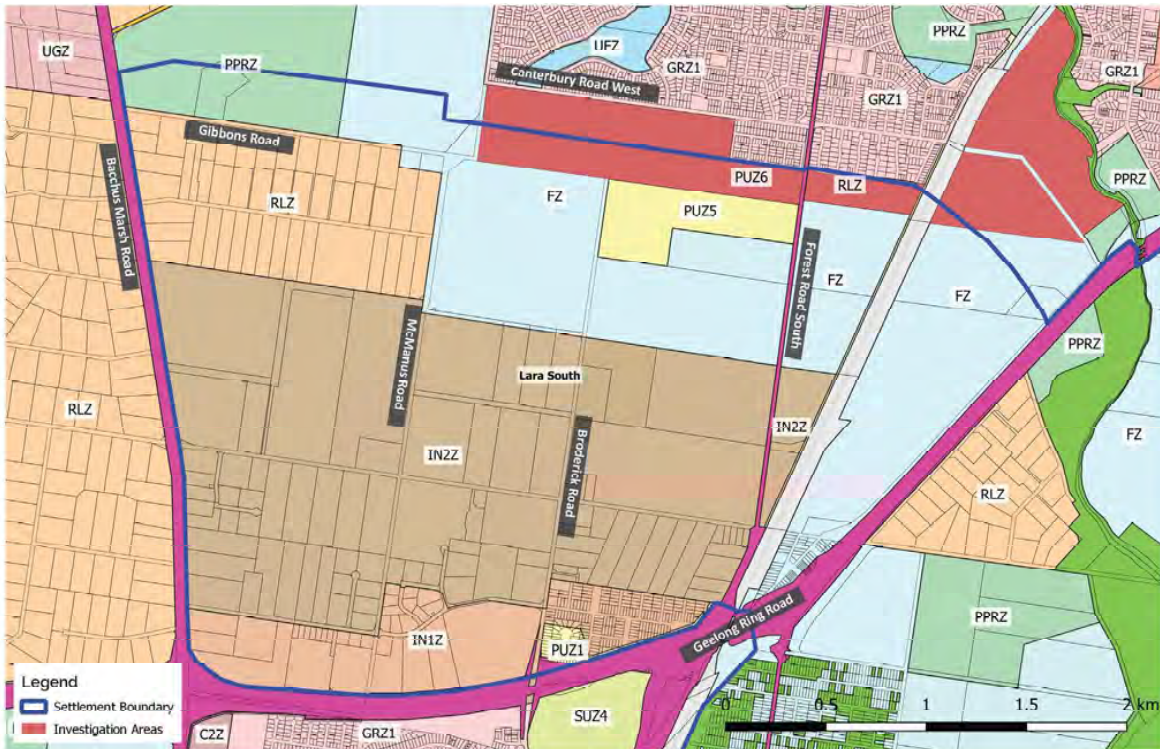 UGZ
PPRZ
UFZ
GRZ1
PPRZ
GRZ1
Canterbury Road West
GRZ1
Gibbons Road
Bacchus Marsh Road
RLZ
FZ
PUZ6
RLZ
PPRZ
PUZ5
Forest Road South
FZ
FZ
PPRZ
McManus Road
Lara South
RLZ
Broderick Road
IN2Z
IN2Z
FZ
RLZ
Geelong Ring Road
PPRZ
IN1Z
PUZ1
Legend
Settlement Boundary
Investigation Areas
C2Z
GRZ1
SUZ4
0 0.5 1 2 km